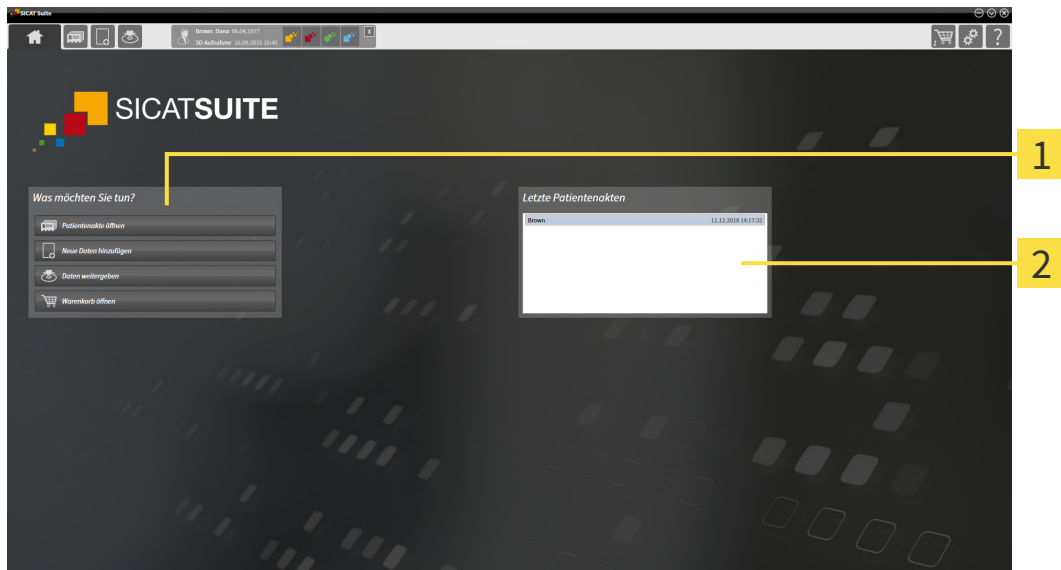 SICAT Suite
Brown Dana 06.04.1977
3D-Aufnahme 16.09.2015 15:45
x
1
?
SICATSUITE
1
Was möchten Sie tun?
Patientenakte öffnen
Neue Daten hinzufügen
Daten weitergeben
Warenkorb öffnen
Letzte Patientenakten
Brown 11.12.2018 14:17:32
2